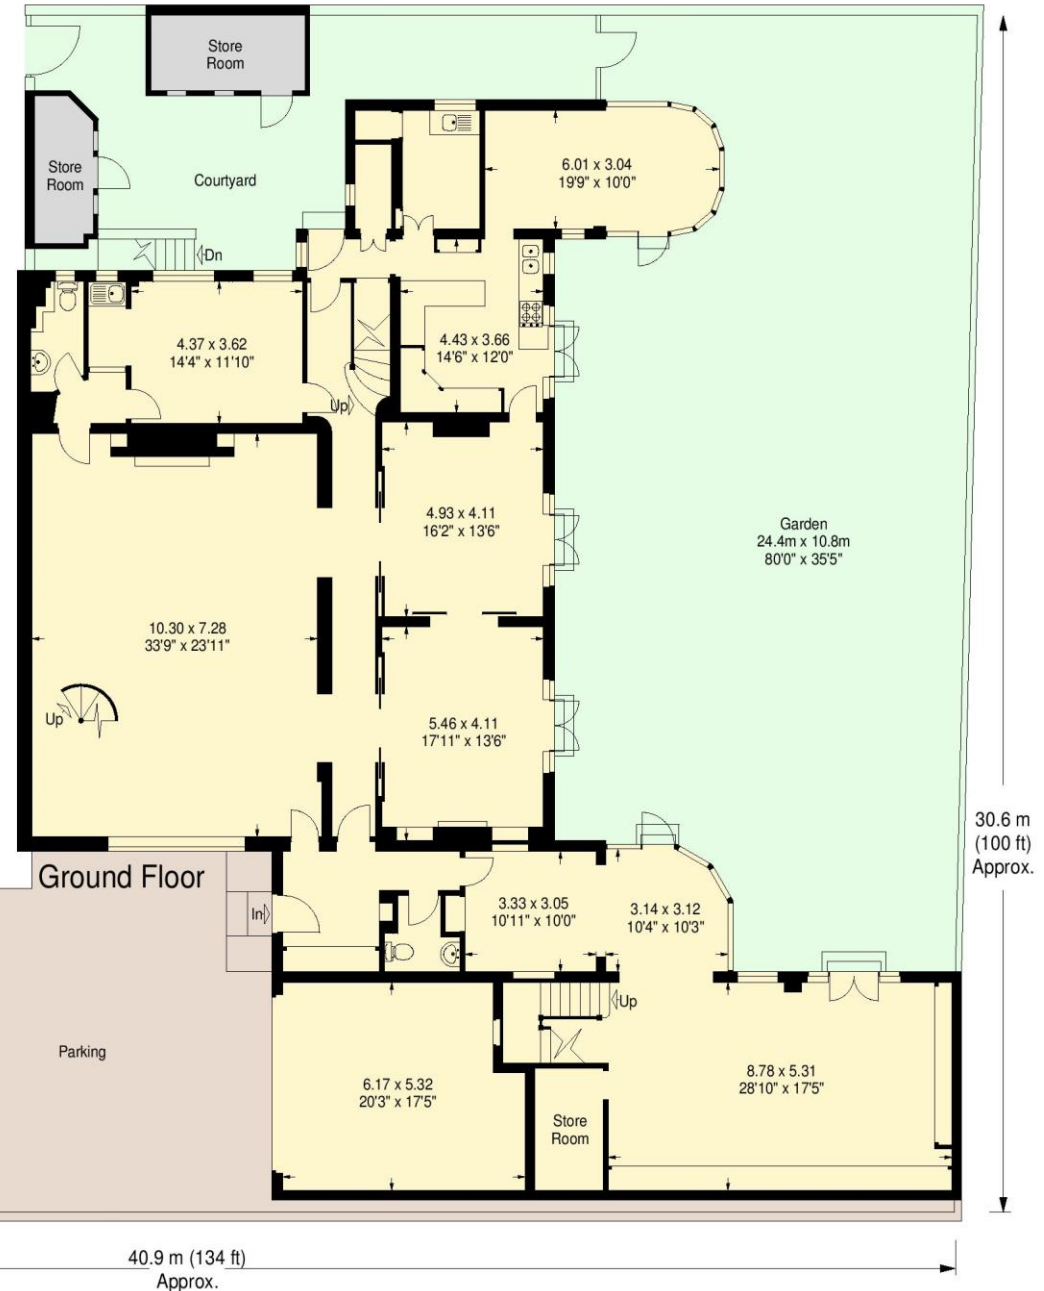 Store
Room
Store
Room
Courtyard
Dn
6.01 x 3.04
19'9" x 10'0"
4.37 x 3.62
14'4" x 11'10"
4.43 x 3.66
14'6" x 12'0"
Up
4.93 x 4.11
16'2" x 13'6"
Garden
24.4m x 10.8m
80'0" x 35'5"
10.30 x 7.28
33'9" x 23'11"
Up
5.46 x 4.11
17'11" x 13'6"
30.6 m
(100 ft)
Approx.
Ground Floor
In
3.33 x 3.05
10'11" x 10'0"
3.14 x 3.12
10'4" x 10'3"
Up
Parking
6.17 x 5.32
20'3" x 17'5"
8.78 x 5.31
28'10" x 17'5"
Store
Room
40.9 m (134 ft)
Approx.